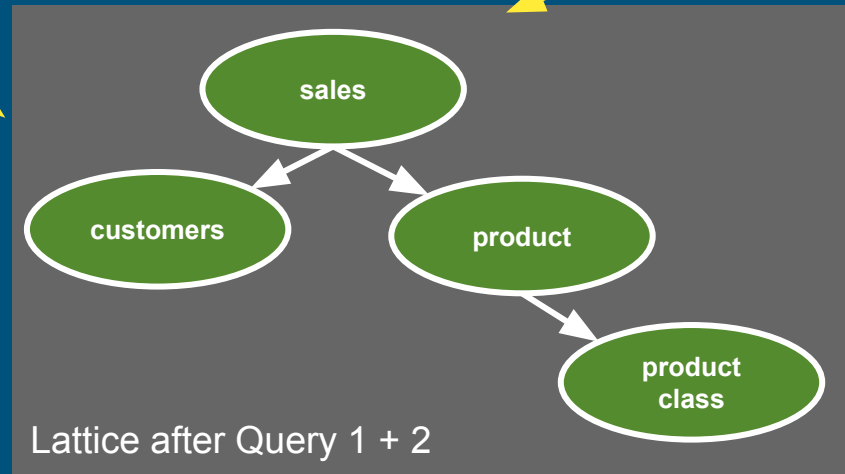 sales
customers
product
product
class
Lattice after Query 1 + 2